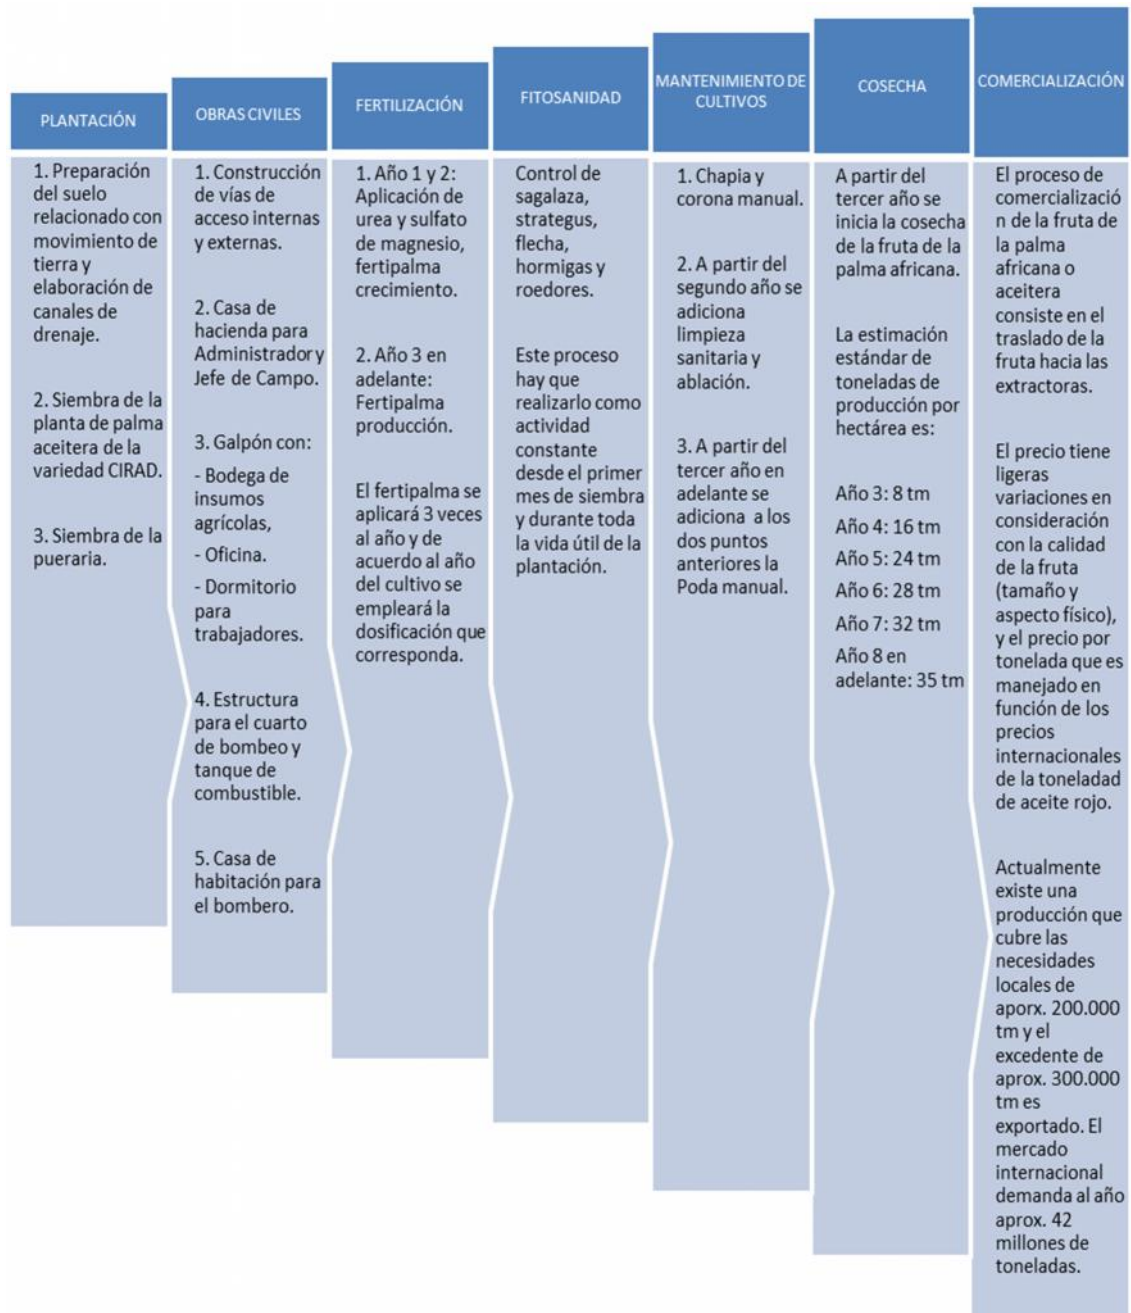 PLANTACIÓN
1. Preparación
del suelo
relacionado con
movimiento de
tierra y
elaboración de
canales de
drenaje.
2. Siembra de la
planta de palma
aceitera de la
variedad CIRAD.
3. Siembra de la
pueraria.
OBRAS CIVILES
1. Construcción
de vías de
acceso internas
y externas.
2. Casa de
hacienda para
Administrador y
Jefe de Campo.
3. Galpón con:
- Bodega de
insumos
agrícolas,
- Oficina.
- Dormitorio
para
trabajadores.
4. Estructura
para el cuarto
de bombeo y
tanque de
combustible.
5. Casa de
habitación para
el bombero.
FERTILIZACIÓN
1. Año 1 y 2:
Aplicación de
urea y sulfato
de magnesio,
fertipalma
crecimiento.
2. Año 3 en
adelante:
Fertipalma
producción.
El fertipalma se
aplicará 3 veces
al año y de
acuerdo al año
del cultivo se
empleará la
dosificación que
corresponda.
FITOSANIDAD
Control de
sagalaza,
strategus,
flecha,
hormigas y
roedores.
Este proceso
hay que
realizarlo como
actividad
constante
desde el primer
mes de siembra
y durante toda
la vida útil de la
plantación.
MANTENIMIENTO DE
CULTIVOS
1. Chapia y
corona manual.
2. A partir del
segundo año se
adiciona
limpieza
sanitaria y
ablación.
3. A partir del
tercer año en
adelante se
adiciona a los
dos puntos
anteriores la
Poda manual.
COSECHA
A partir del
tercer año se
inicia la cosecha
de la fruta de la
palma africana.
La estimación
estándar de
toneladas de
producción por
hectárea es:
Año 3: 8 tm
Año 4: 16 tm
Año 5: 24 tm
Año 6: 28 tm
Año 7: 32 tm
Año 8 en
adelante: 35 tm
COMERCIALIZACIÓN
El proceso de
comercializació
n de la fruta de
la palma
africana o
aceitera
consiste en el
traslado de la
fruta hacia las
extractoras.
El precio tiene
ligeras
variaciones en
consideración
con la calidad
de la fruta
(tamaño y
aspecto físico),
y el precio por
tonelada que es
manejado en
función de los
precios
internacionales
de la toneladad
de aceite rojo.
Actualmente
existe una
producción que
cubre las
necesidades
locales de
aporx. 200.000
tm y el
excedente de
aprox. 300.000
tm es
exportado. El
mercado
internacional
demanda al año
aprox. 42
millones de
toneladas.